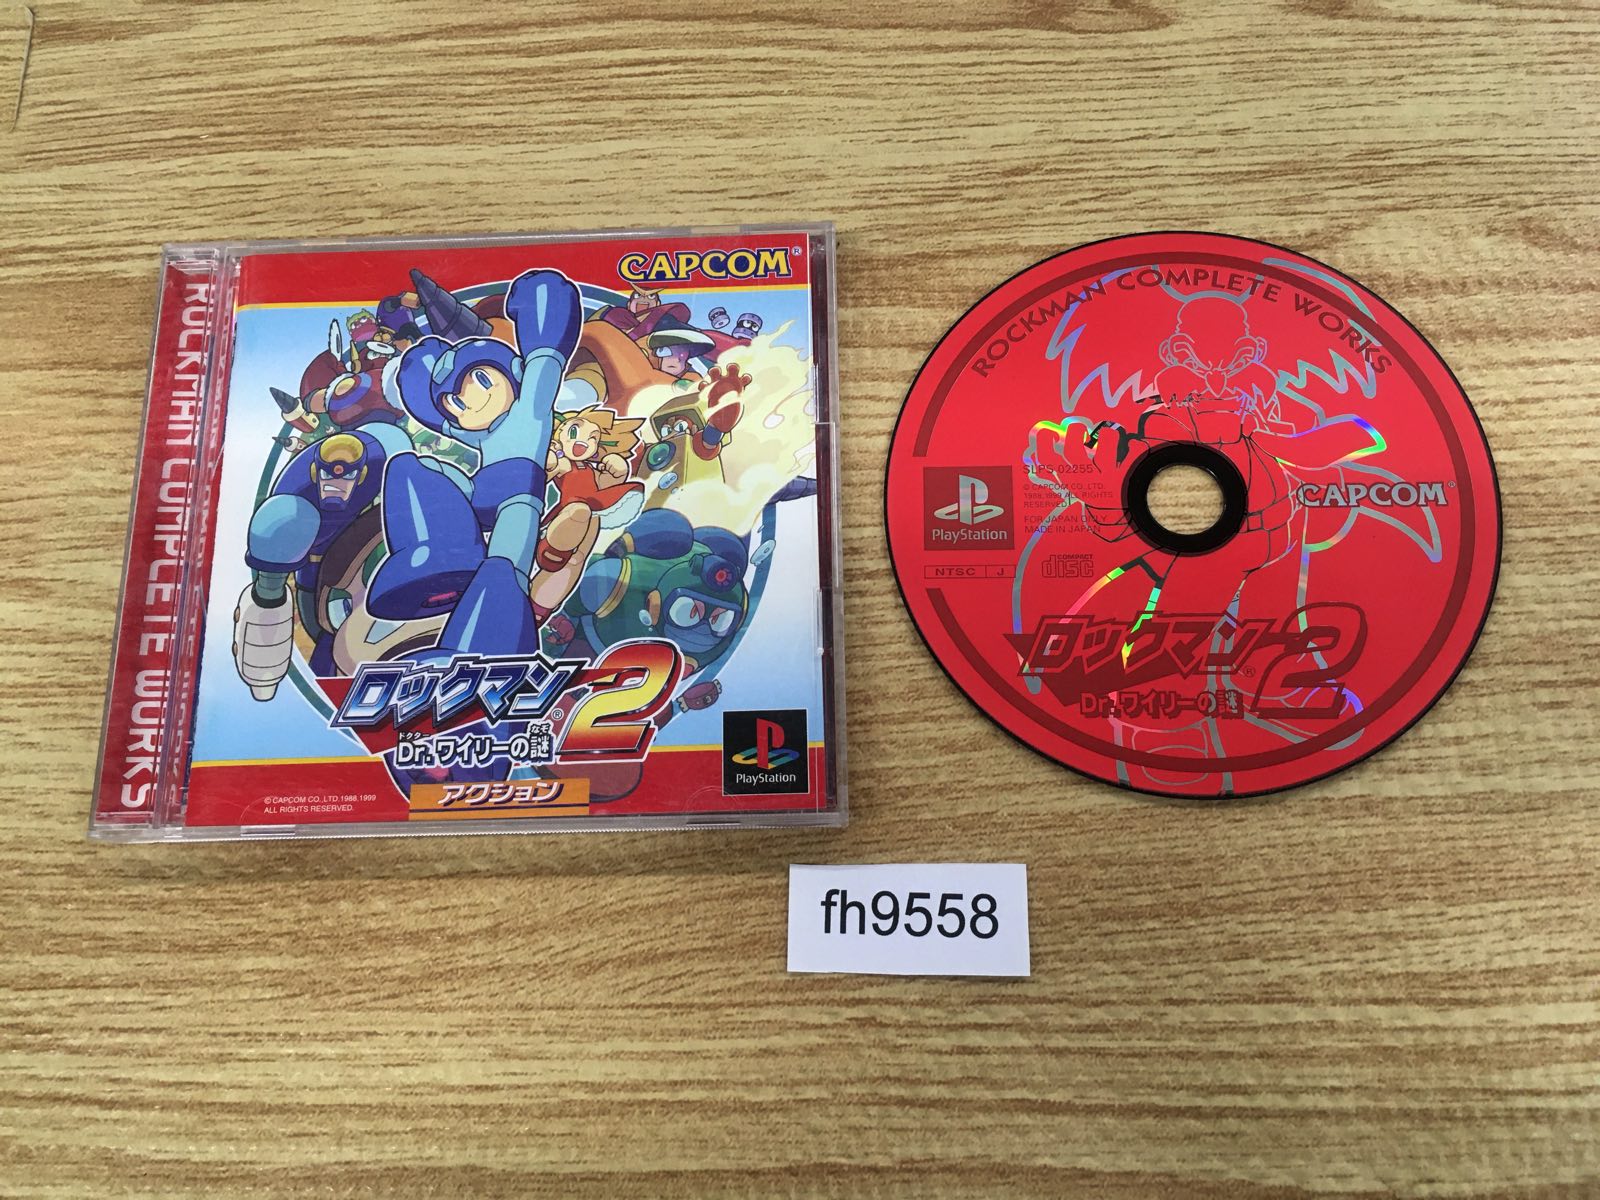 ROCKMAN COMPLETE WORKS
CAPCOM®
ロックマン®2
ドクター なぞ
Dr.ワイリーの謎
アクション
© CAPCOM CO.,LTD.1988,1999
ALL RIGHTS RESERVED.
PlayStation
ROCKMAN COMPLETE WORKS
SLPS 02255
© CAPCOM CO.,LTD.
1988,1999 ALL RIGHTS
RESERVED.
FOR JAPAN ONLY
MADE IN JAPAN
PlayStation
NTSC J
COMPACT
disc
CAPCOM®
ロックマン®2
Dr.ワイリーの謎
fh9558